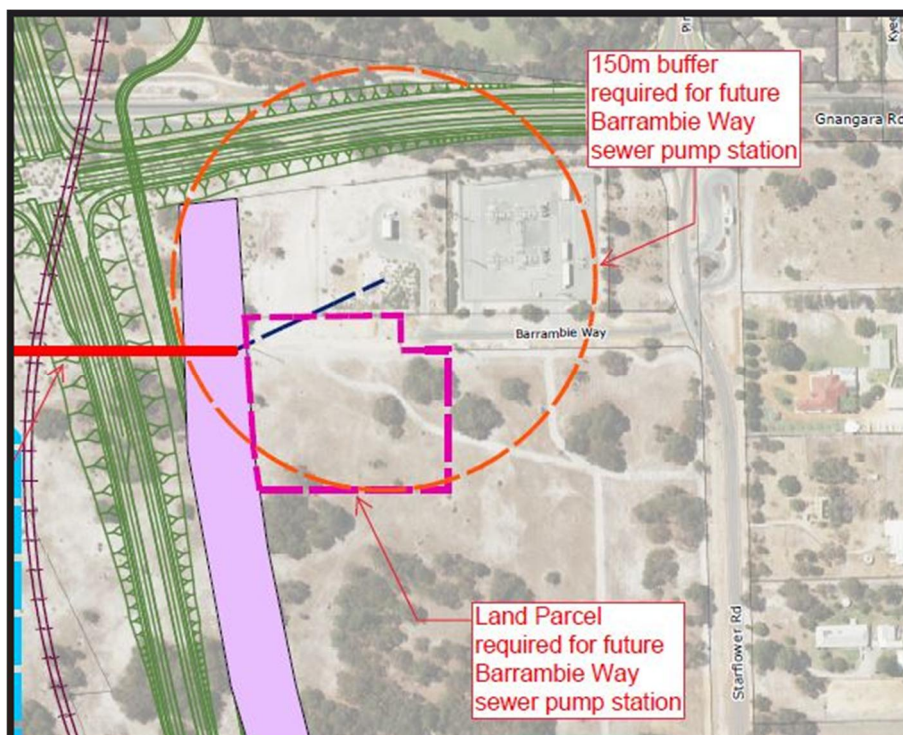 150m buffer
required for future
Barrambie Way
sewer pump station
Gnangara Rd
Barrambie Way
Land Parcel
required for future
Barrambie Way
sewer pump station
Starflower Rd